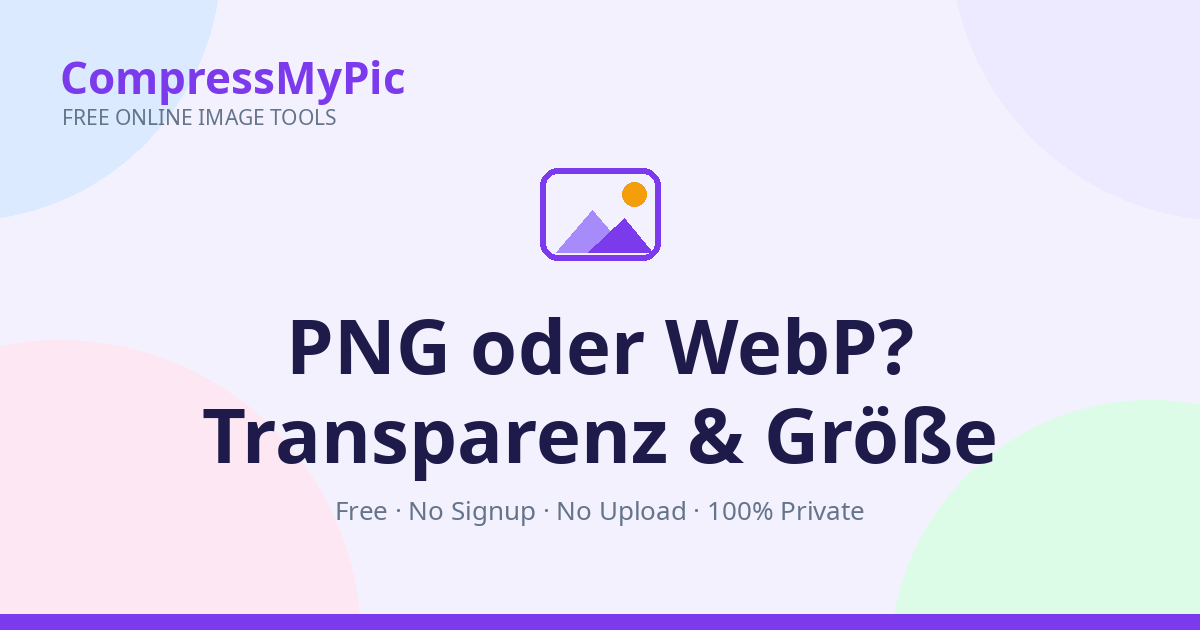 CompressMyPic
FREE ONLINE IMAGE TOOLS
PNG oder WebP?
Transparenz & Größe
Free · No Signup · No Upload · 100% Private